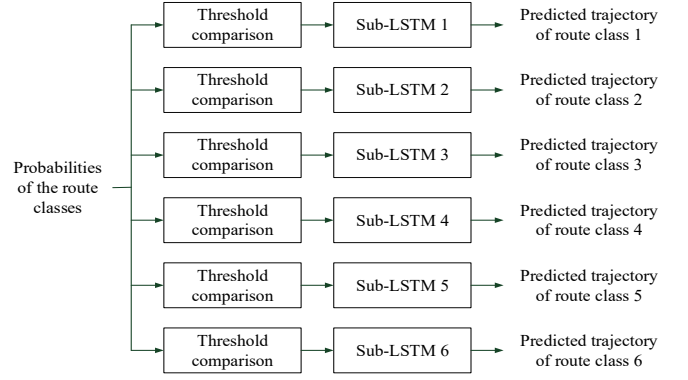 Threshold
comparison
Sub-LSTM 1
Predicted trajectory
of route class 1
Threshold
comparison
Sub-LSTM 2
Predicted trajectory
of route class 2
Threshold
comparison
Sub-LSTM 3
Predicted trajectory
of route class 3
Probabilities
of the route
classes
Threshold
comparison
Sub-LSTM 4
Predicted trajectory
of route class 4
Threshold
comparison
Sub-LSTM 5
Predicted trajectory
of route class 5
Threshold
comparison
Sub-LSTM 6
Predicted trajectory
of route class 6